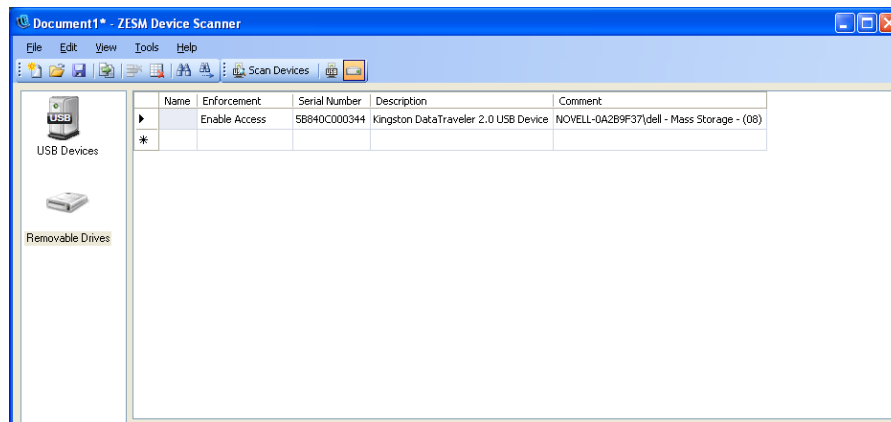 Document1* - ZESM Device Scanner
File Edit View Tools Help
Scan Devices
Name Enforcement Serial Number Description Comment
Enable Access 5B840C000344 Kingston DataTraveler 2.0 USB Device NOVELL-0A2B9F37\dell - Mass Storage - (08)
USB
USB Devices
Removable Drives